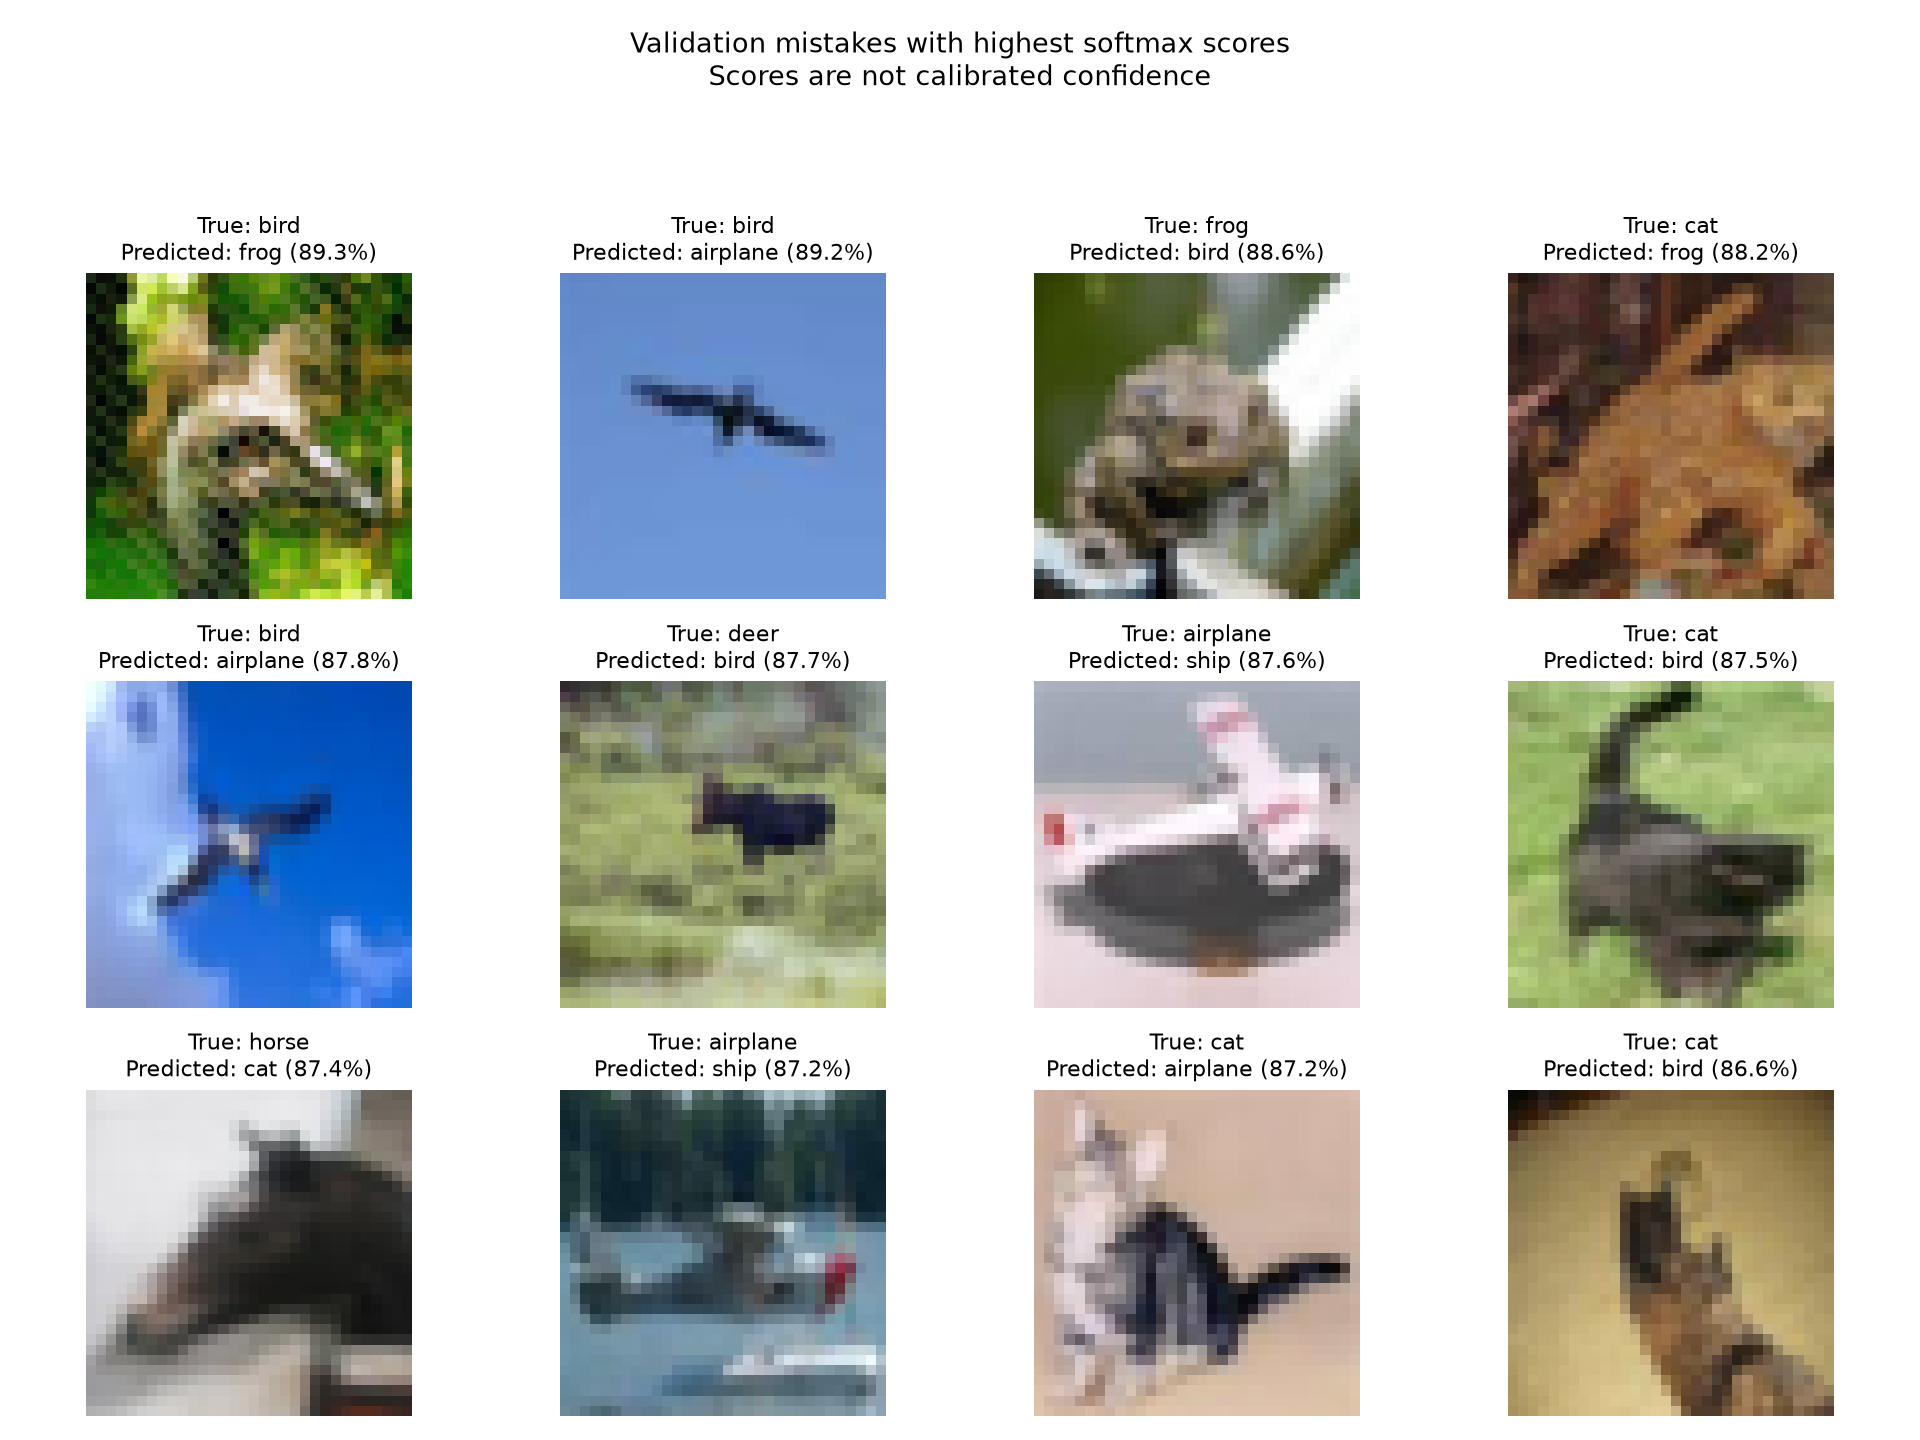 Validation mistakes with highest softmax scores
Scores are not calibrated confidence
True: bird
Predicted: frog (89.3%)
True: bird
Predicted: airplane (89.2%)
True: frog
Predicted: bird (88.6%)
True: cat
Predicted: frog (88.2%)
True: bird
Predicted: airplane (87.8%)
True: deer
Predicted: bird (87.7%)
True: airplane
Predicted: ship (87.6%)
True: cat
Predicted: bird (87.5%)
True: horse
Predicted: cat (87.4%)
True: airplane
Predicted: ship (87.2%)
True: cat
Predicted: airplane (87.2%)
True: cat
Predicted: bird (86.6%)